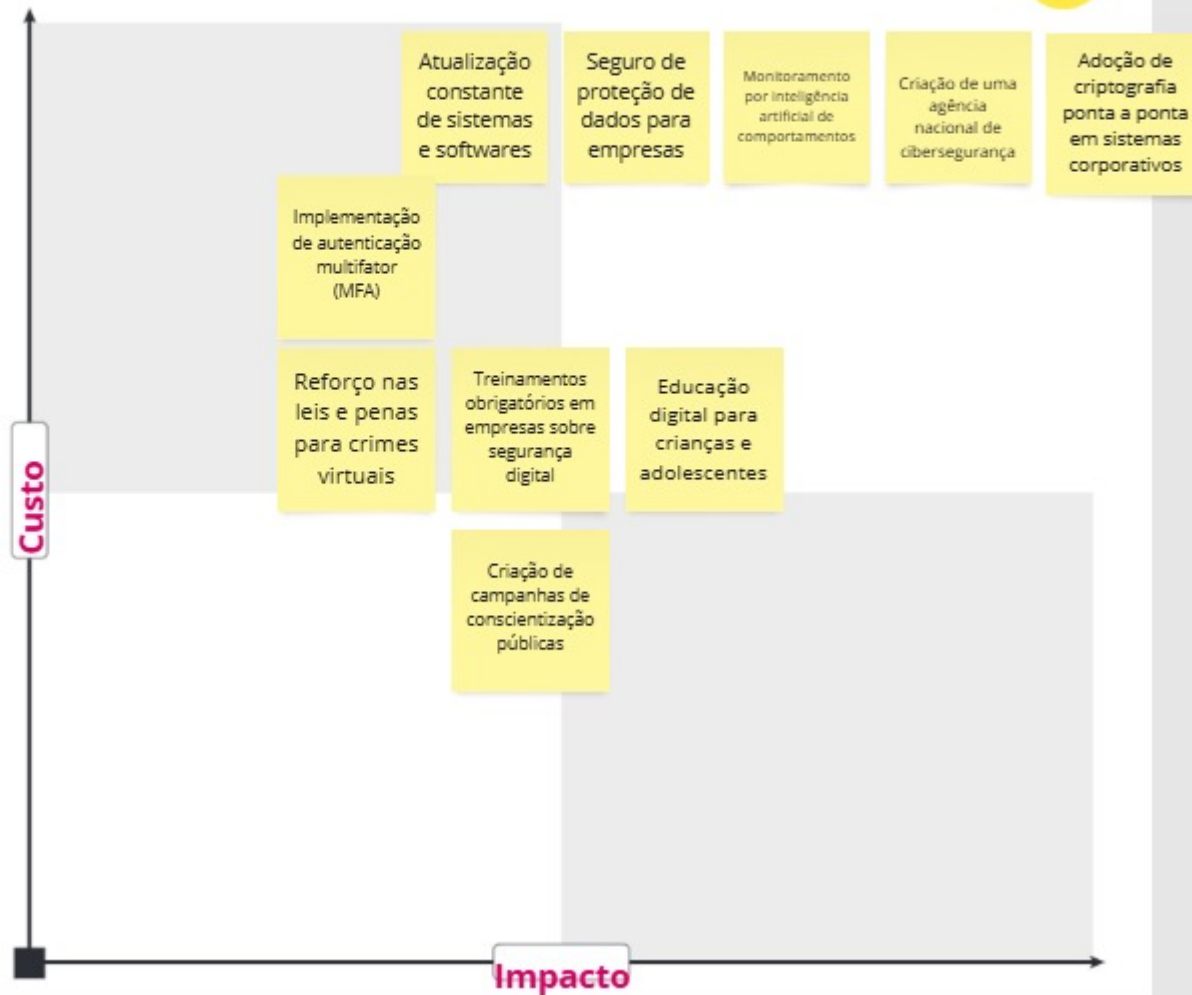 Atualização
constante
de sistemas
e softwares
Seguro de
proteção de
dados para
empresas
Monitoramento
por inteligência
artificial de
comportamentos
Criação de uma
agência
nacional de
cibersegurança
Adoção de
criptografia
ponta a ponta
em sistemas
corporativos
Implementação
de autenticação
multifator
(MFA)
Reforço nas
leis e penas
para crimes
virtuais
Treinamentos
obrigatórios em
empresas sobre
segurança
digital
Educação
digital para
crianças e
adolescentes
Criação de
campanhas de
conscientização
públicas
Custo
Impacto